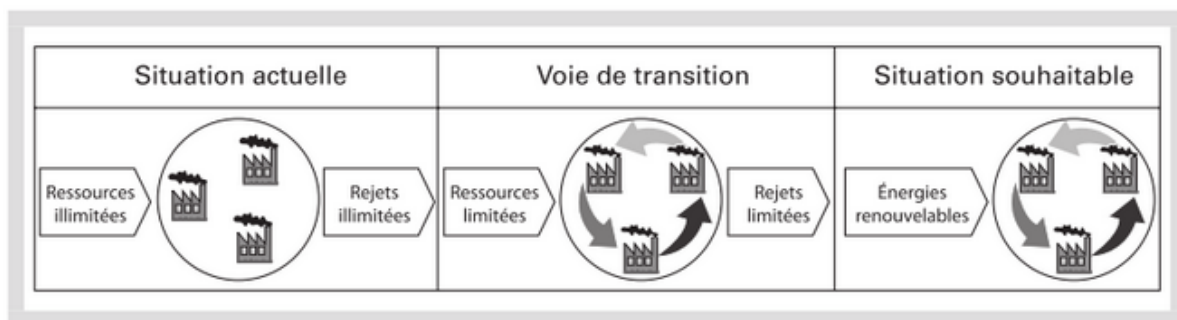 Situation actuelle
Voie de transition
Situation souhaitable
Ressources
illimitées
Rejets
illimitées
Ressources
limitées
Rejets
limitées
Énergies
renouvelables